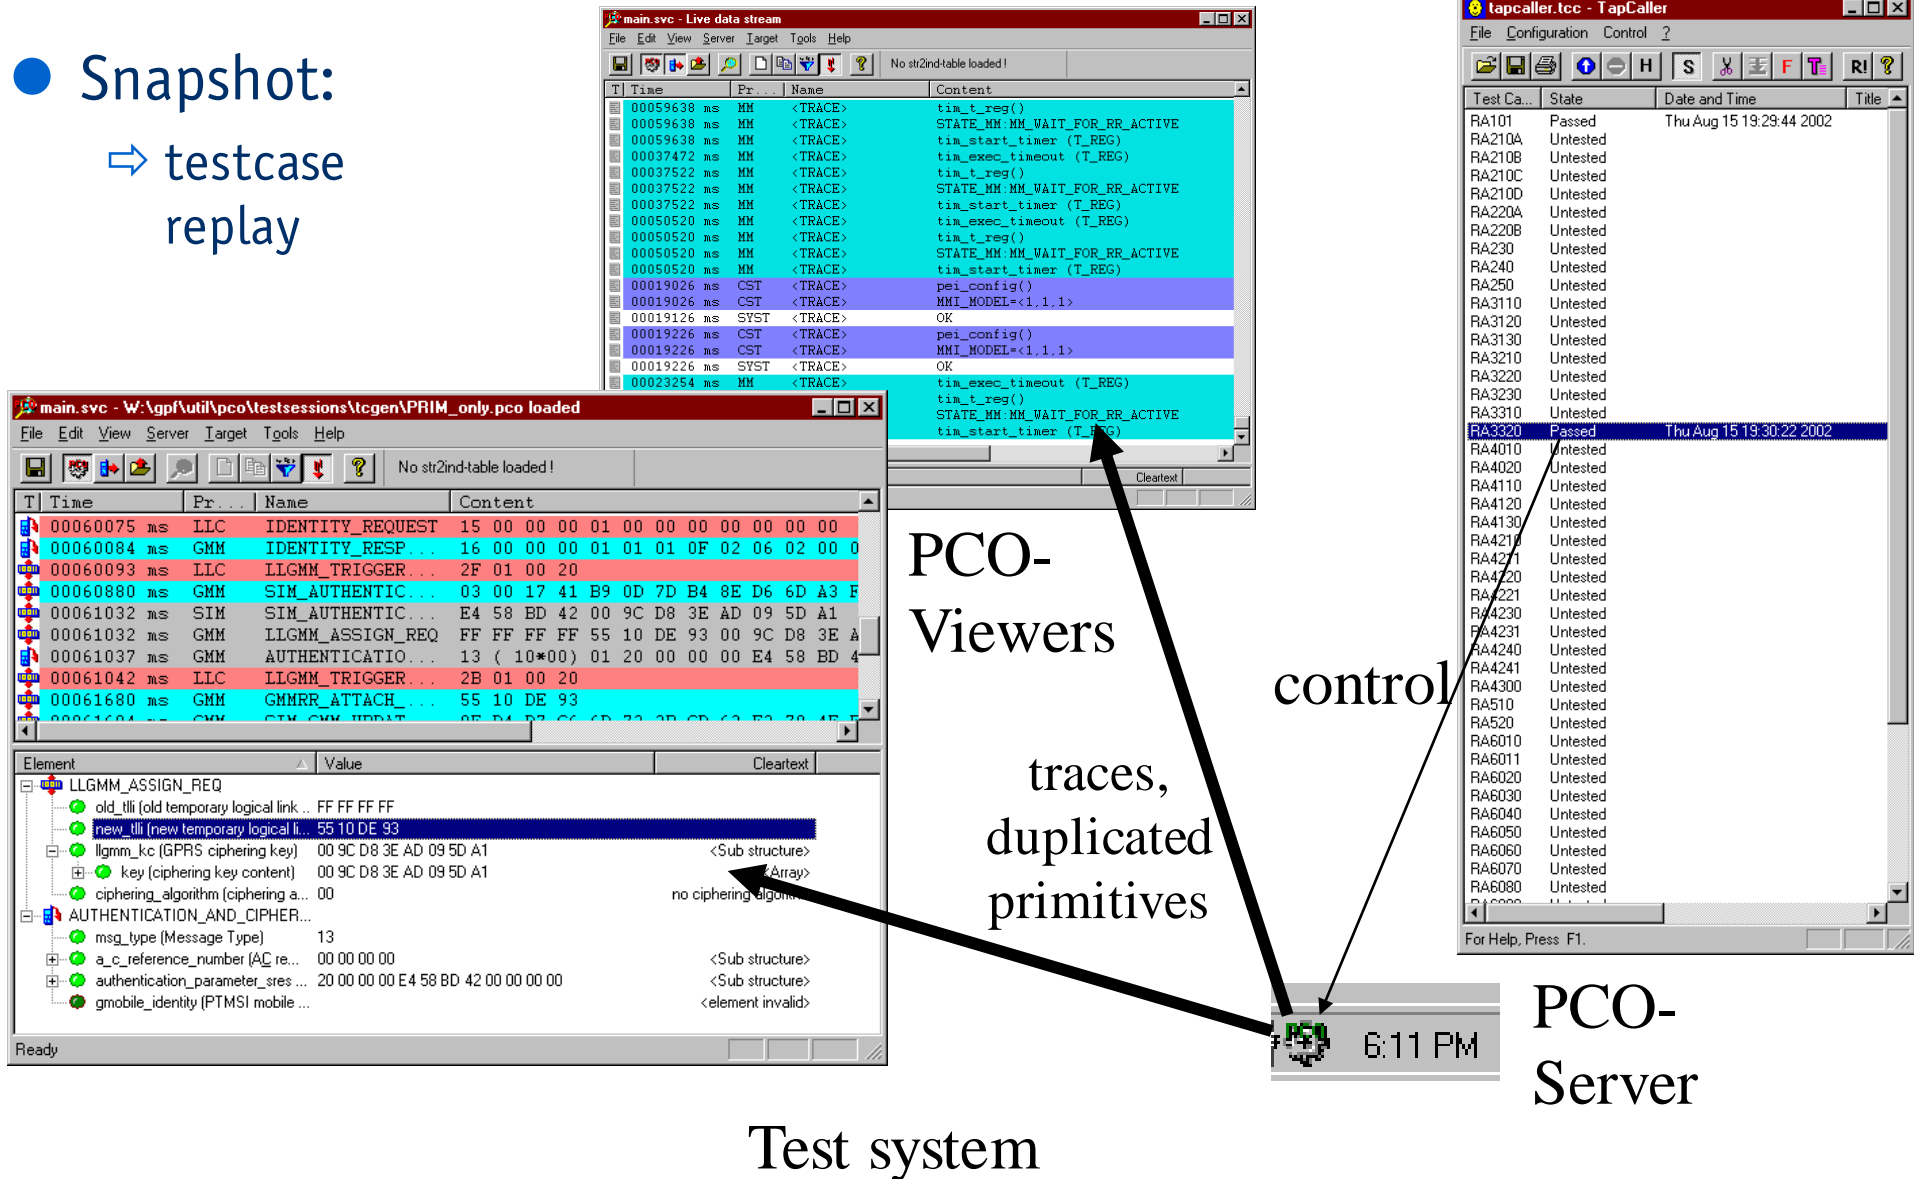 Snapshot:
⇨ testcase
replay
main.svc - Live data stream
File Edit View Server Target Tools Help
No str2ind-table loaded !
T Time Pr... Name Content
00059638 ms MM <TRACE> tim_t_reg()
00059638 ms MM <TRACE> STATE_MM:MM_WAIT_FOR_RR_ACTIVE
00059638 ms MM <TRACE> tim_start_timer (T_REG)
00037472 ms MM <TRACE> tim_exec_timeout (T_REG)
00037522 ms MM <TRACE> tim_t_reg()
00037522 ms MM <TRACE> STATE_MM:MM_WAIT_FOR_RR_ACTIVE
00037522 ms MM <TRACE> tim_start_timer (T_REG)
00050520 ms MM <TRACE> tim_exec_timeout (T_REG)
00050520 ms MM <TRACE> tim_t_reg()
00050520 ms MM <TRACE> STATE_MM:MM_WAIT_FOR_RR_ACTIVE
00050520 ms MM <TRACE> tim_start_timer (T_REG)
00019026 ms CST <TRACE> pei_config()
00019026 ms CST <TRACE> MMI_MODEL=<1,1,1>
00019126 ms SYST <TRACE> OK
00019226 ms CST <TRACE> pei_config()
00019226 ms CST <TRACE> MMI_MODEL=<1,1,1>
00019226 ms SYST <TRACE> OK
00023254 ms MM <TRACE> tim_exec_timeout (T_REG)
tim_t_reg()
STATE_MM:MM_WAIT_FOR_RR_ACTIVE
tim_start_timer (T_REG)
Cleartext
main.svc - W:\gpf\util\pco\testsessions\tcgen\PRIM_only.pco loaded
File Edit View Server Target Tools Help
No str2ind-table loaded !
T Time Pr... Name Content
00060075 ms LLC IDENTITY_REQUEST 15 00 00 00 01 00 00 00 00 00 00 00
00060084 ms GMM IDENTITY_RESP... 16 00 00 00 01 01 01 0F 02 06 02 00 0
00060093 ms LLC LLGMM_TRIGGER... 2F 01 00 20
00060880 ms GMM SIM_AUTHENTIC... 03 00 17 41 B9 0D 7D B4 8E D6 6D A3 F
00061032 ms SIM SIM_AUTHENTIC... E4 58 BD 42 00 9C D8 3E AD 09 5D A1
00061032 ms GMM LLGMM_ASSIGN_REQ FF FF FF FF 55 10 DE 93 00 9C D8 3E A
00061037 ms GMM AUTHENTICATIO... 13 ( 10*00) 01 20 00 00 00 E4 58 BD 4
00061042 ms LLC LLGMM_TRIGGER... 2B 01 00 20
00061680 ms GMM GMMRR_ATTACH_... 55 10 DE 93
Element Value Cleartext
LLGMM_ASSIGN_REQ
old_tlli (old temporary logical link ... FF FF FF FF
new_tlli (new temporary logical li... 55 10 DE 93
llgmm_kc (GPRS ciphering key) 00 9C D8 3E AD 09 5D A1 <Sub structure>
key (ciphering key content) 00 9C D8 3E AD 09 5D A1 <Array>
ciphering_algorithm (ciphering a... 00 no ciphering
AUTHENTICATION_AND_CIPHER...
msg_type (Message Type) 13
a_c_reference_number (AC re... 00 00 00 00 <Sub structure>
authentication_parameter_sres ... 20 00 00 00 E4 58 BD 42 00 00 00 00 <Sub structure>
gmobile_identity (PTMSI mobile ... <element invalid>
Ready
PCO-
Viewers
control
traces,
duplicated
primitives
tapcaller.tcc - TapCaller
File Configuration Control ?
H S F T R! ?
Test Ca... State Date and Time Title
RA101 Passed Thu Aug 15 19:29:44 2002
RA210A Untested
RA210B Untested
RA210C Untested
RA210D Untested
RA220A Untested
RA220B Untested
RA230 Untested
RA240 Untested
RA250 Untested
RA3110 Untested
RA3120 Untested
RA3130 Untested
RA3210 Untested
RA3220 Untested
RA3230 Untested
RA3310 Untested
RA3320 Passed Thu Aug 15 19:30:22 2002
RA4010 Untested
RA4020 Untested
RA4110 Untested
RA4120 Untested
RA4130 Untested
RA4210 Untested
RA4211 Untested
RA4220 Untested
RA4221 Untested
RA4230 Untested
RA4231 Untested
RA4240 Untested
RA4241 Untested
RA4300 Untested
RA510 Untested
RA520 Untested
RA6010 Untested
RA6011 Untested
RA6020 Untested
RA6030 Untested
RA6040 Untested
RA6050 Untested
RA6060 Untested
RA6070 Untested
RA6080 Untested
For Help, Press F1.
PCO
6:11 PM
PCO-
Server
Test system